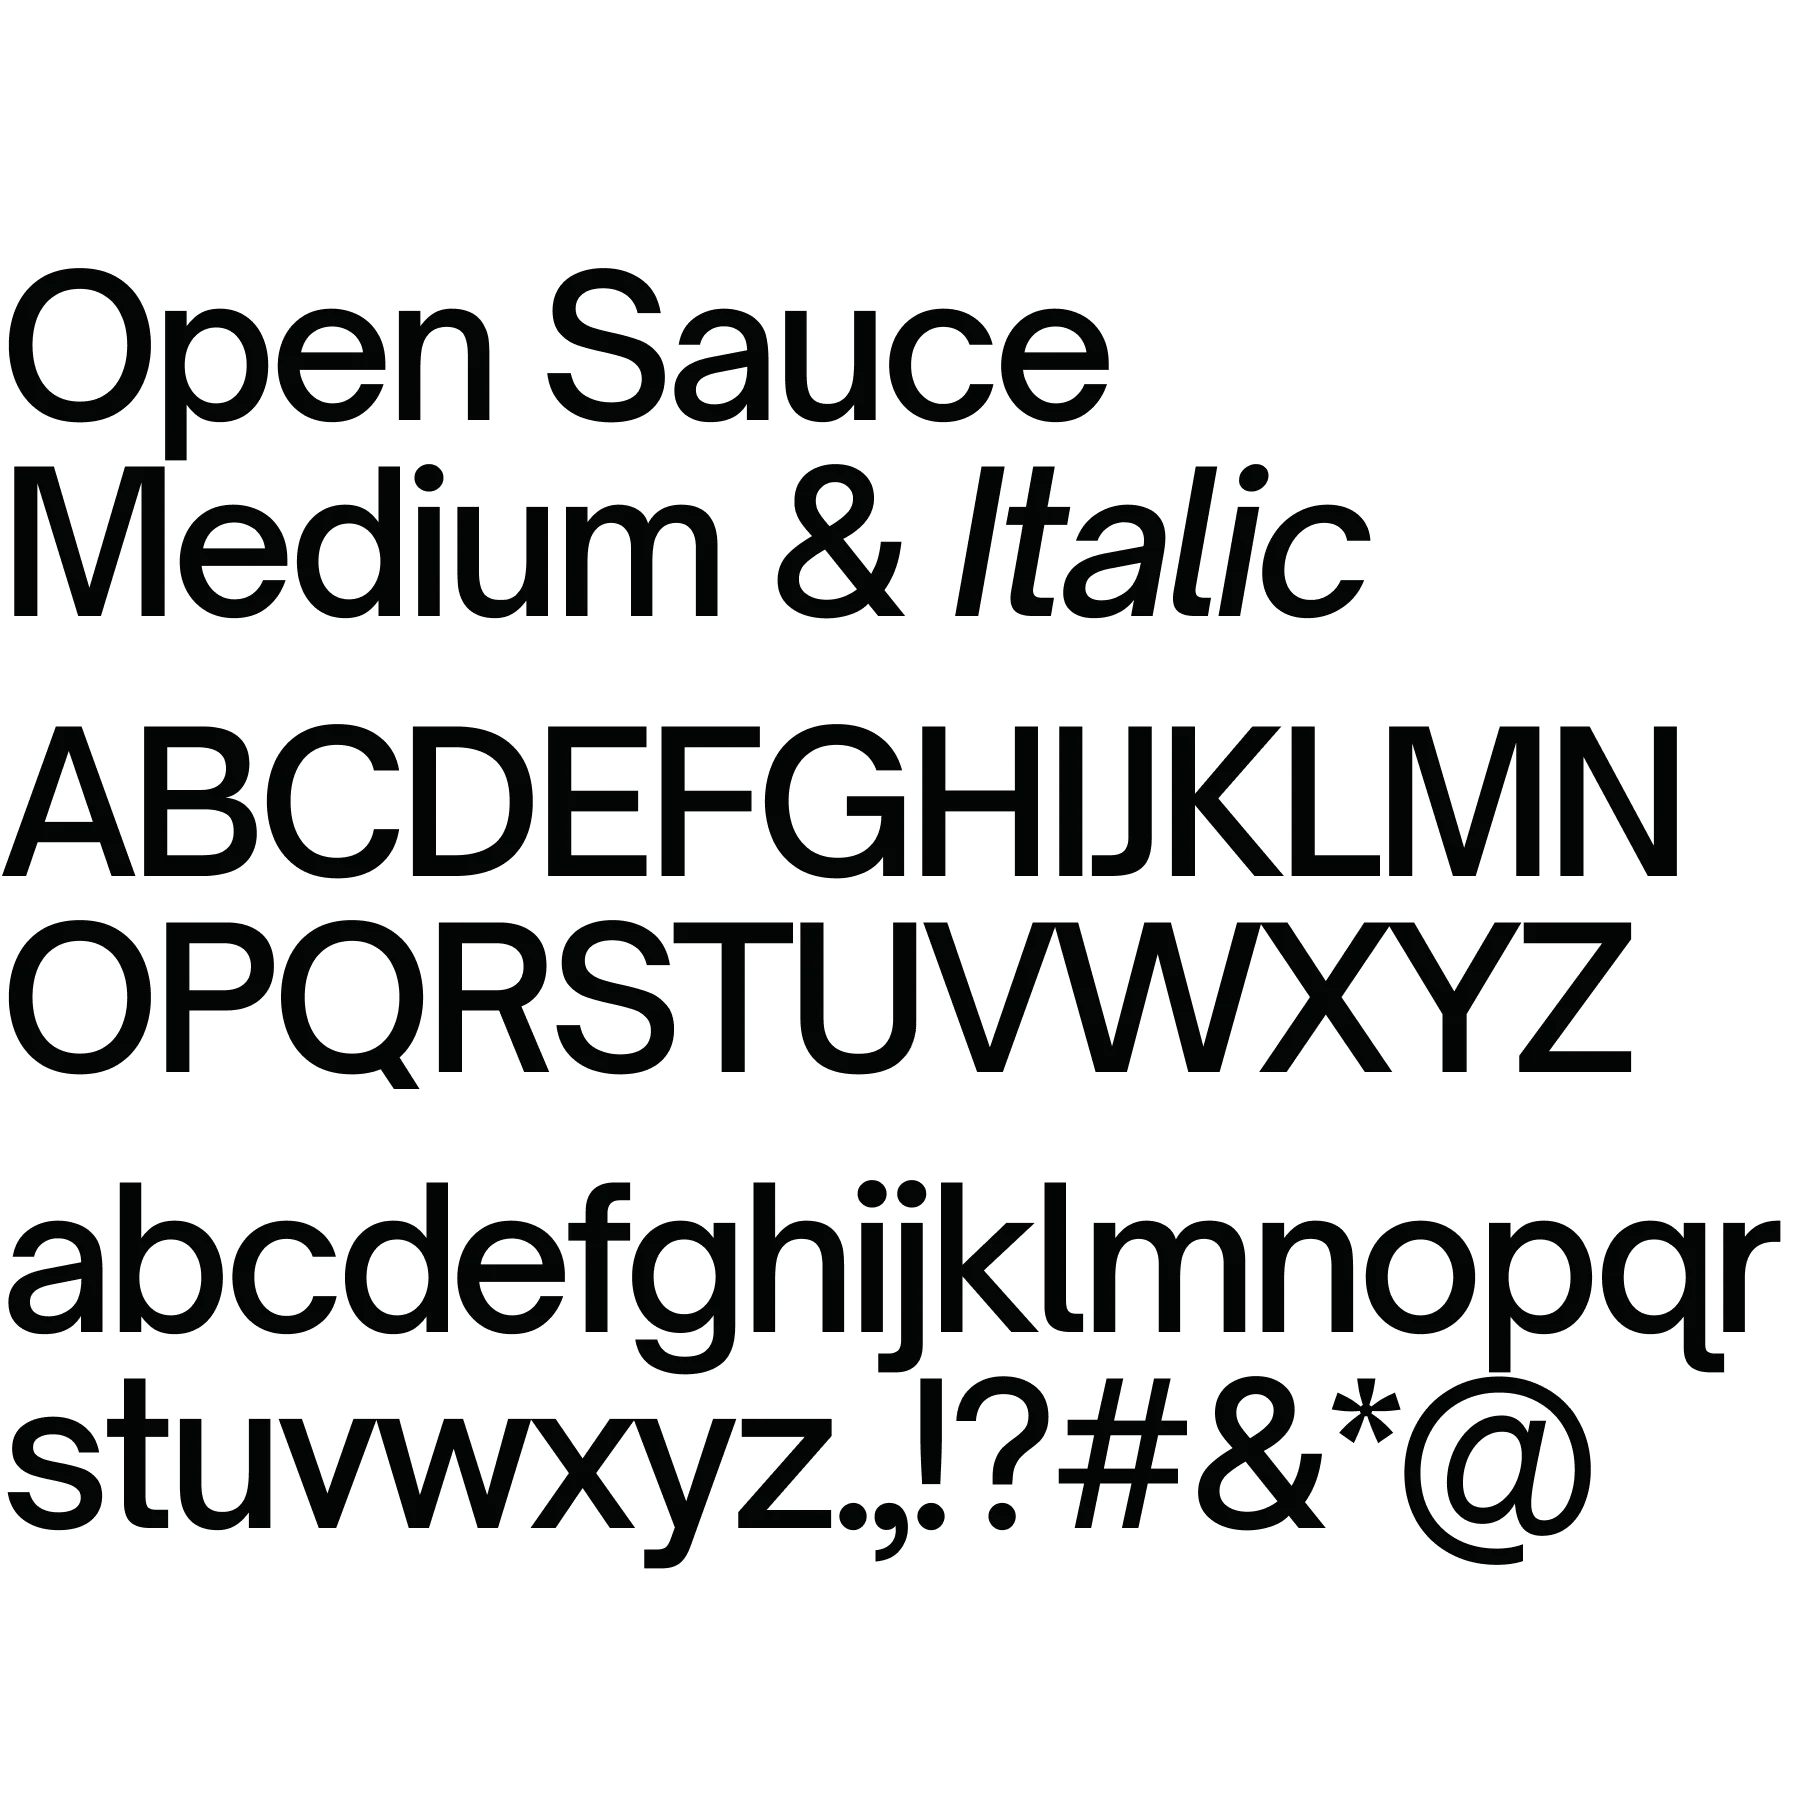 Open Sauce
Medium & Italic
ABCDEFGHIJKLMN
OPQRSTUVWXYZ
abcdefghijklmnopqr
stuvwxyz.,!?#&*@